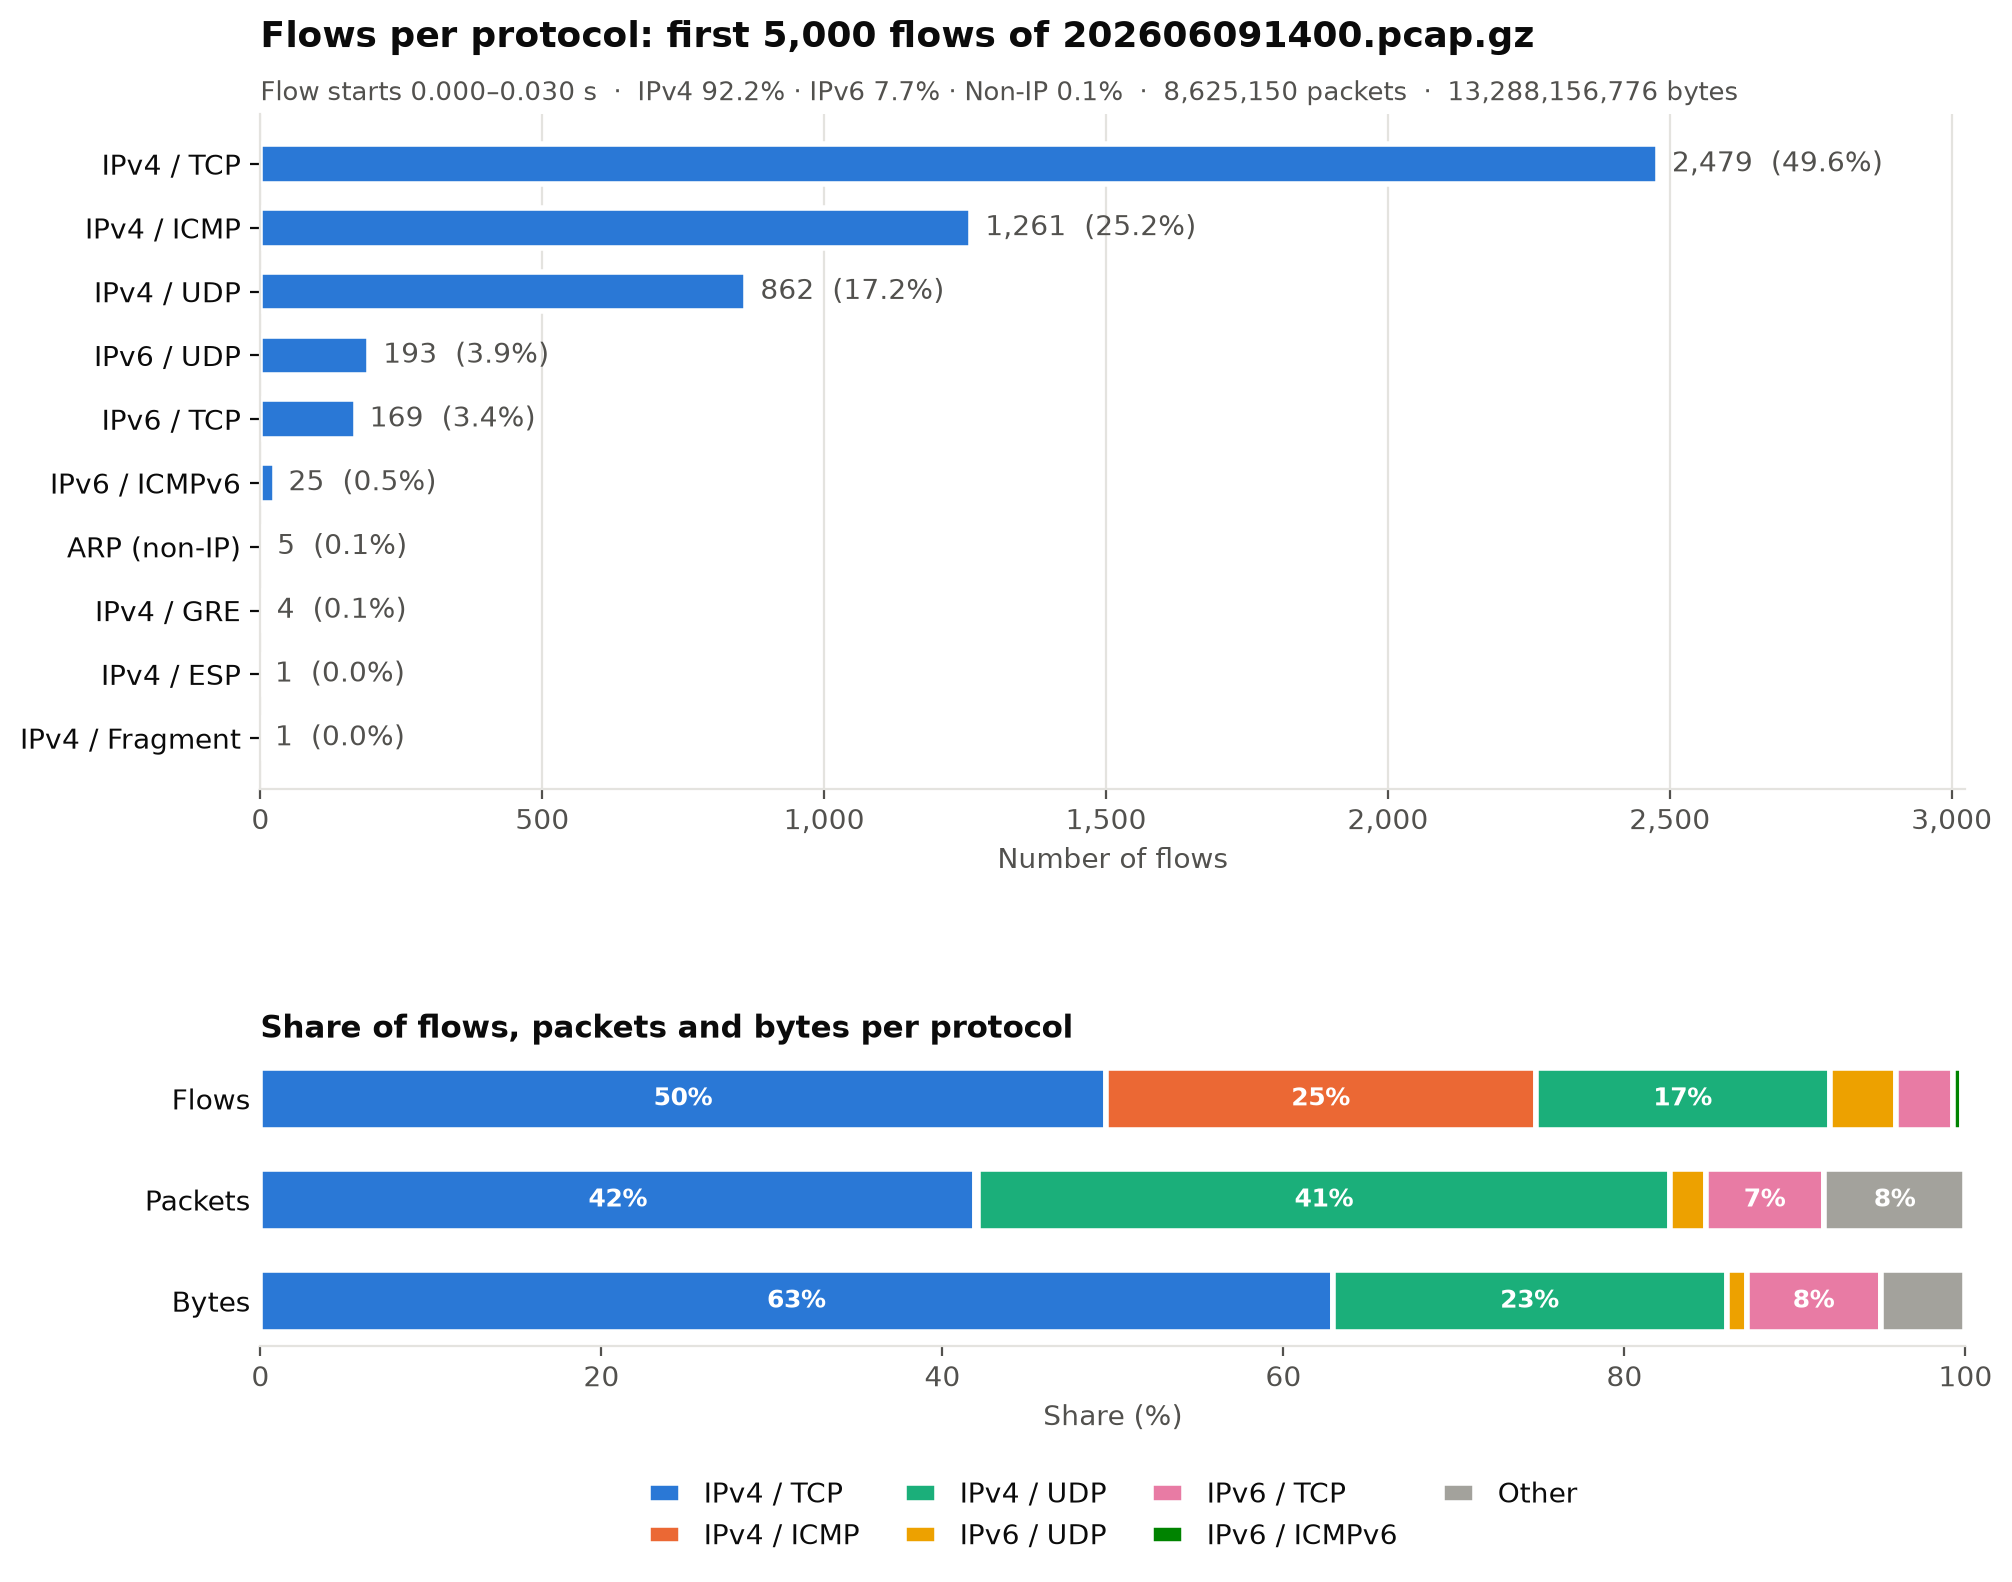 Flows per protocol: first 5,000 flows of 202606091400.pcap.gz
Flow starts 0.000–0.030 s · IPv4 92.2% · IPv6 7.7% · Non-IP 0.1% · 8,625,150 packets · 13,288,156,776 bytes
IPv4 / TCP 2,479 (49.6%)
IPv4 / ICMP 1,261 (25.2%)
IPv4 / UDP 862 (17.2%)
IPv6 / UDP 193 (3.9%)
IPv6 / TCP 169 (3.4%)
IPv6 / ICMPv6 25 (0.5%)
ARP (non-IP) 5 (0.1%)
IPv4 / GRE 4 (0.1%)
IPv4 / ESP 1 (0.0%)
IPv4 / Fragment 1 (0.0%)
0 500 1,000 1,500 2,000 2,500 3,000
Number of flows
Share of flows, packets and bytes per protocol
Flows 50% 25% 17%
Packets 42% 41% 7% 8%
Bytes 63% 23% 8%
0 20 40 60 80 100
Share (%)
IPv4 / TCP IPv4 / UDP IPv6 / TCP Other
IPv4 / ICMP IPv6 / UDP IPv6 / ICMPv6